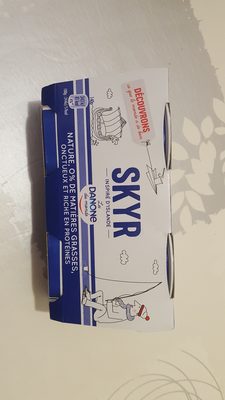 DÉCOUVRONS
SKYR
INSPIRÉ D'ISLANDE
DANONE
NATURE, 0% DE MATIÈRES GRASSES,
ONCTUEUX ET RICHE EN PROTÉINES